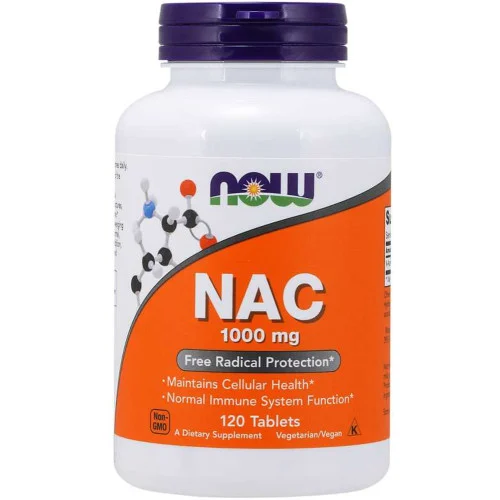 NOW
NAC
1000 mg
Free Radical Protection*
• Maintains Cellular Health*
• Normal Immune System Function*
120 Tablets
Non-
GMO
A Dietary Supplement Vegetarian/Vegan K